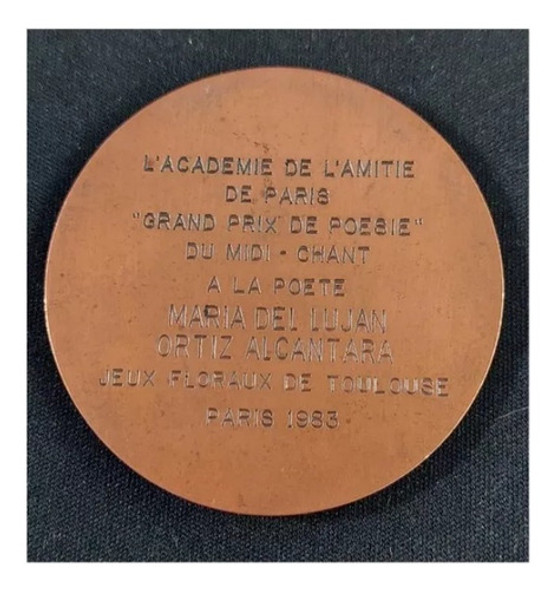 L'ACADEMIE DE L'AMITIE
DE PARIS
"GRAND PRIX DE POESIE"
DU MIDI - CHANT
A LA POETE
MARIA DEL LUJAN
ORTIZ ALCANTARA
JEUX FLORAUX DE TOULOUSE
PARIS 1983